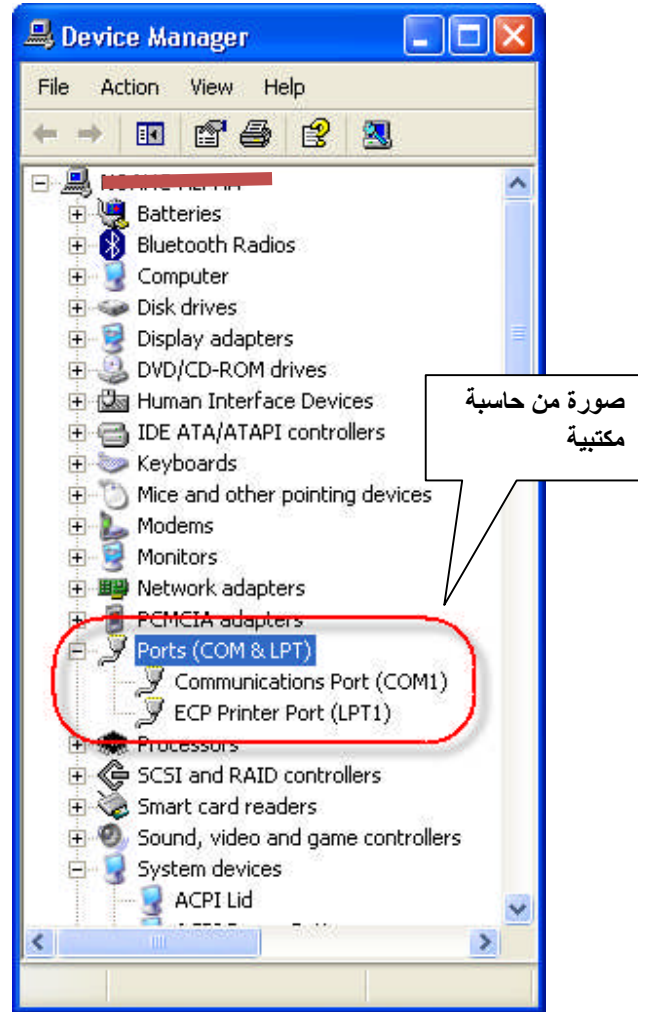 Device Manager
File Action View Help
Batteries
Bluetooth Radios
Computer
Disk drives
Display adapters
DVD/CD-ROM drives
Human Interface Devices
IDE ATA/ATAPI controllers
Keyboards
Mice and other pointing devices
Modems
Monitors
Network adapters
PCMCIA adapters
Ports (COM & LPT)
Communications Port (COM1)
ECP Printer Port (LPT1)
Processors
SCSI and RAID controllers
Smart card readers
Sound, video and game controllers
System devices
ACPI Lid
صورة من حاسبة
مكتبية